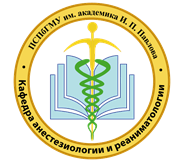 ПСПбГМУ им. академика И. П. Павлова
Кафедра анестезиологии и реаниматологии